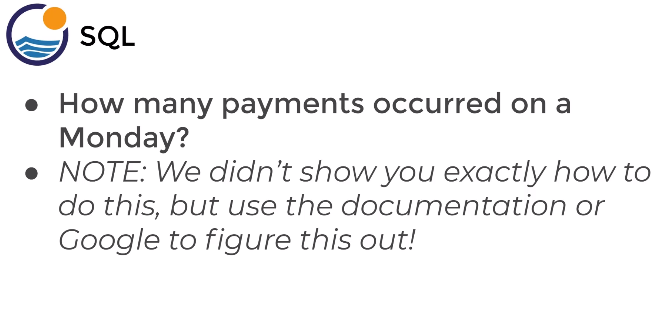 SQL
● How many payments occurred on a
Monday?
● NOTE: We didn't show you exactly how to
do this, but use the documentation or
Google to figure this out!